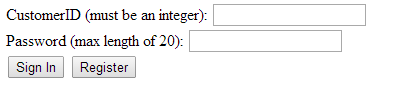 CustomerID (must be an integer):
Password (max length of 20):
Sign In Register